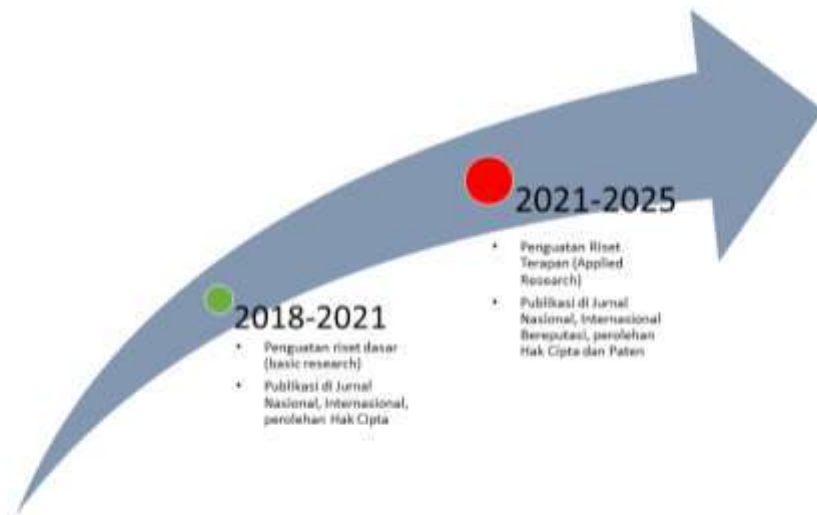 2018-2021
• Penguatan riset dasar
(basic research)
• Publikasi di Jurnal
Nasional, Internasional,
perolehan Hak Cipta
2021-2025
• Penguatan Riset
Terapan (Applied
Research)
• Publikasi di Jurnal
Nasional, Internasional
Bereputasi, perolehan
Hak Cipta dan Paten